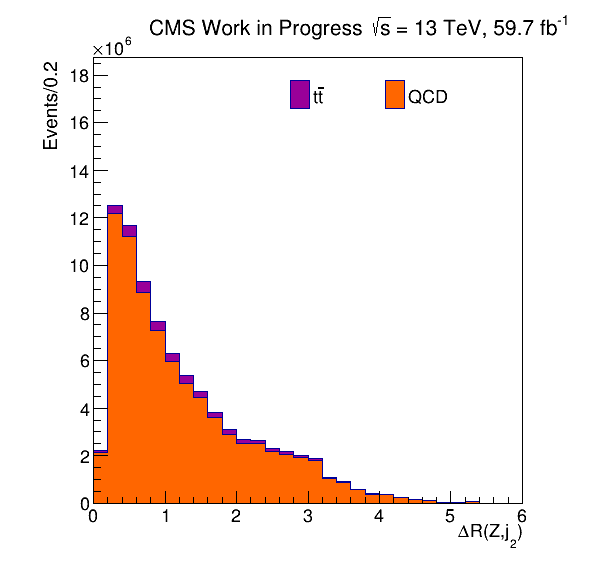 CMS Work in Progress √s = 13 TeV, 59.7 fb⁻¹
×10⁶
Events/0.2
tt̄
QCD
18
16
14
12
10
8
6
4
2
0
0 1 2 3 4 5 6
ΔR(Z,j₂)